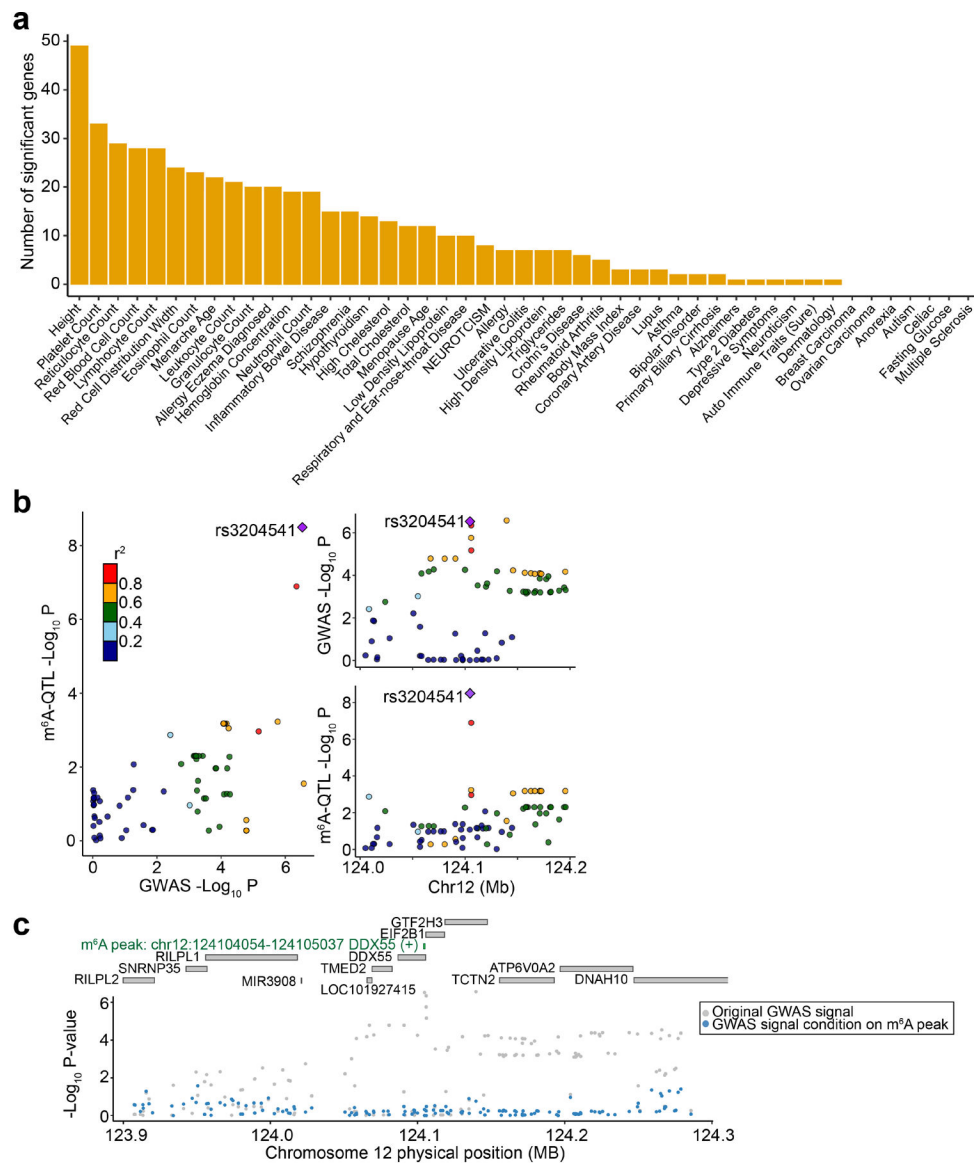 a
Number of significant genes
50
40
30
20
10
0
Height
Platelet Count
Reticulocyte Count
Red Blood Cell Count
Lymphocyte Count
Red Cell Distribution Width
Eosinophil Count
Menarche Age
Leukocyte Count
Granulocyte Count
Allergy Eczema Diagnosed
Hemoglobin Concentration
Neutrophil Count
Inflammatory Bowel Disease
Schizophrenia
Hypothyroidism
High Cholesterol
Total Cholesterol
Menopause Age
Low Density Lipoprotein
Respiratory and Ear-nose-throat Disease
NEUROTCISM
Allergy
Ulcerative Colitis
High Density Lipoprotein
Triglycerides
Crohn's Disease
Rheumatoid Arthritis
Body Mass Index
Coronary Artery Disease
Lupus
Asthma
Bipolar Disorder
Primary Biliary Cirrhosis
Alzheimers
Type 2 Diabetes
Depressive Symptoms
Neuroticism
Auto Immune Traits (Sure)
Dermatology
Breast Carcinoma
Ovarian Carcinoma
Anorexia
Autism
Celiac
Fasting Glucose
Multiple Sclerosis
b
m⁶A-QTL -Log₁₀ P
8
6
4
2
0
rs3204541
r²
0.8
0.6
0.4
0.2
0 2 4 6
GWAS -Log₁₀ P
GWAS -Log₁₀ P
6
4
2
0
rs3204541
m⁶A-QTL -Log₁₀ P
8
6
4
2
0
rs3204541
124.0 124.1 124.2
Chr12 (Mb)
c
GTF2H3
EIF2B1
m⁶A peak: chr12:124104054-124105037 DDX55 (+)
RILPL1 DDX55
SNRNP35 TMED2 ATP6V0A2
RILPL2 MIR3908 LOC101927415 TCTN2 DNAH10
-Log₁₀ P-value
6
4
2
0
Original GWAS signal
GWAS signal condition on m⁶A peak
123.9 124.0 124.1 124.2 124.3
Chromosome 12 physical position (MB)